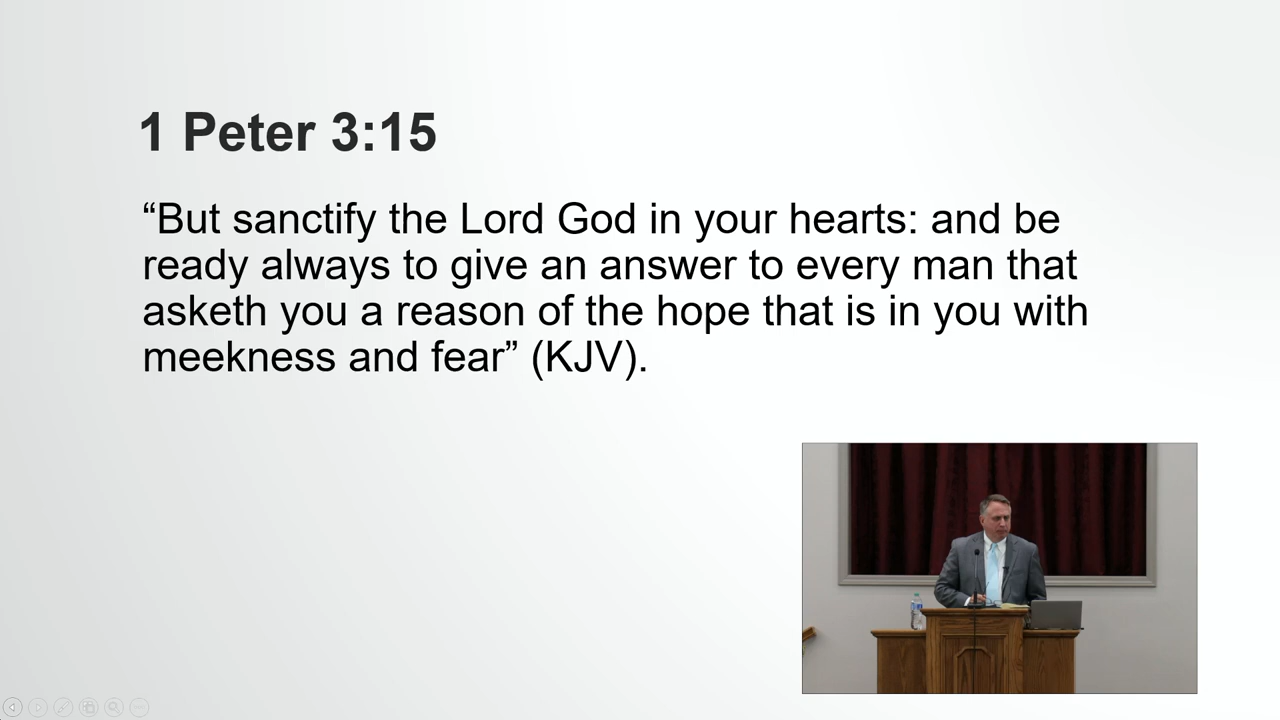 1 Peter 3:15
“But sanctify the Lord God in your hearts: and be
ready always to give an answer to every man that
asketh you a reason of the hope that is in you with
meekness and fear” (KJV).